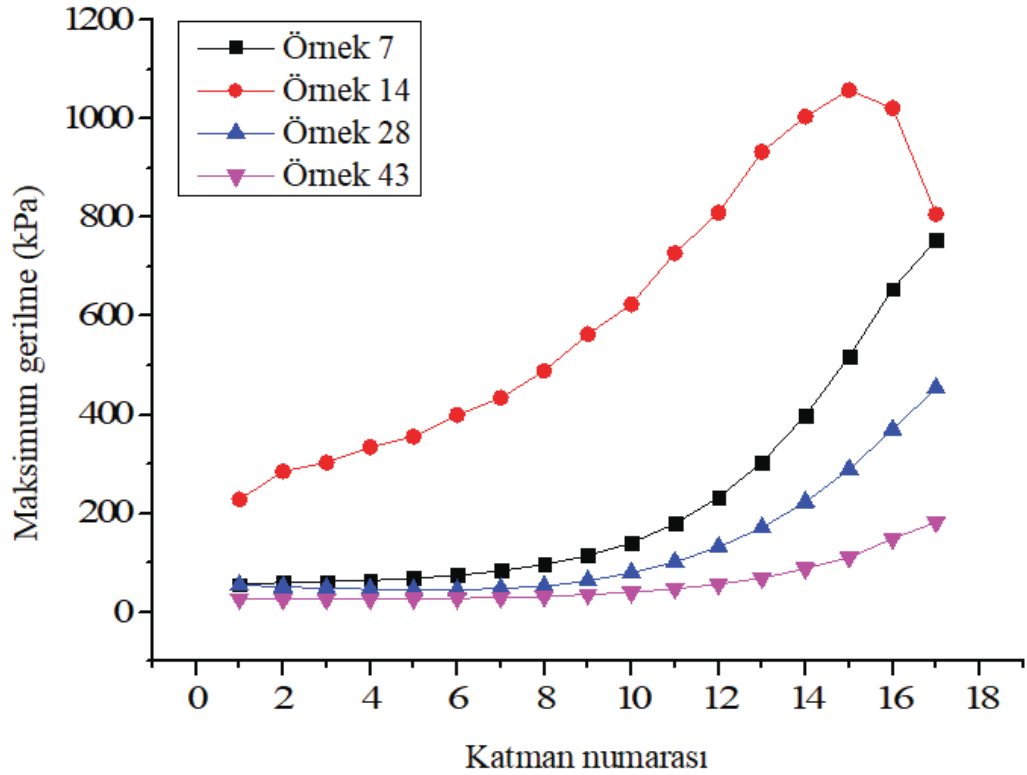 1200
1000
800
600
400
200
0
Maksimum gerilme (kPa)
Örnek 7
Örnek 14
Örnek 28
Örnek 43
0 2 4 6 8 10 12 14 16 18
Katman numarası